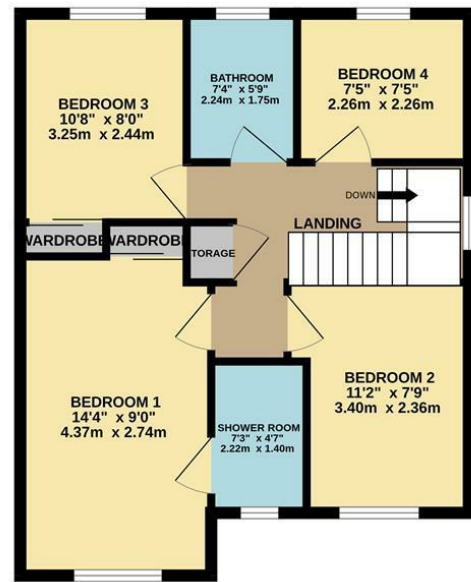 BATHROOM
7'4" x 5'9"
2.24m x 1.75m
BEDROOM 4
7'5" x 7'5"
2.26m x 2.26m
BEDROOM 3
10'8" x 8'0"
3.25m x 2.44m
DOWN
LANDING
WARDROBE
WARDROBE
TORAGE
BEDROOM 1
14'4" x 9'0"
4.37m x 2.74m
BEDROOM 2
11'2" x 7'9"
3.40m x 2.36m
SHOWER ROOM
7'3" x 4'7"
2.22m x 1.40m